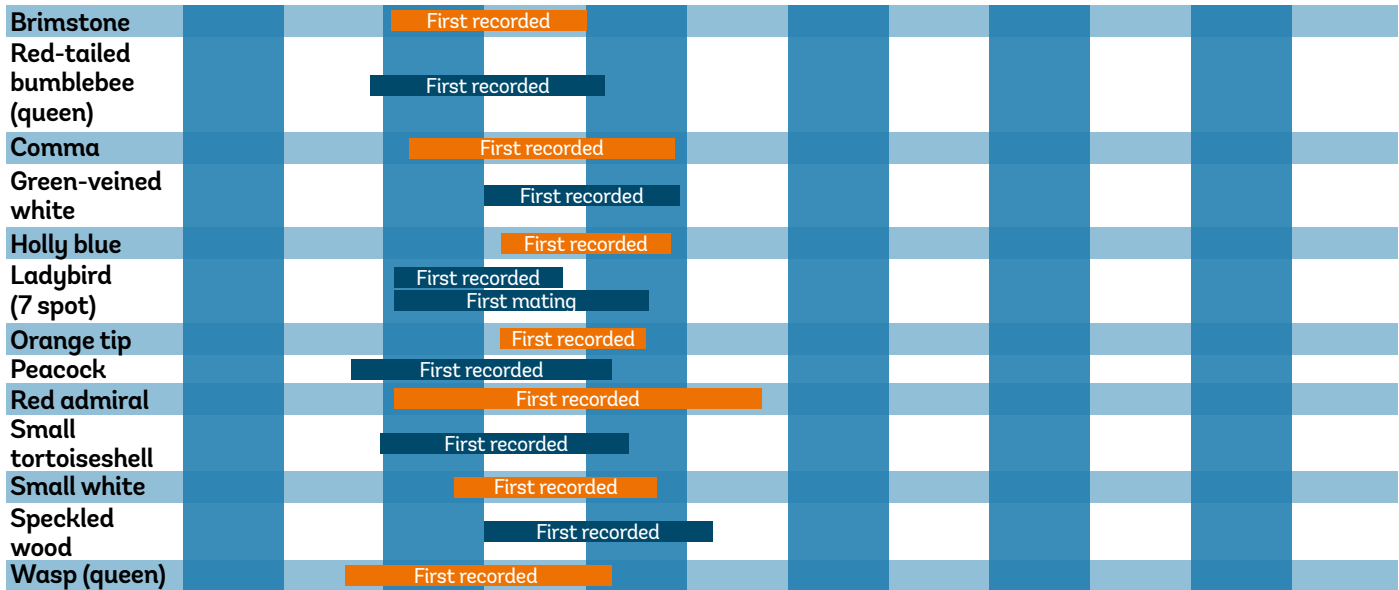 Brimstone
First recorded
Red-tailed
bumblebee
(queen)
First recorded
Comma
First recorded
Green-veined
white
First recorded
Holly blue
First recorded
Ladybird
(7 spot)
First recorded
First mating
Orange tip
First recorded
Peacock
First recorded
Red admiral
First recorded
Small
tortoiseshell
First recorded
Small white
First recorded
Speckled
wood
First recorded
Wasp (queen)
First recorded